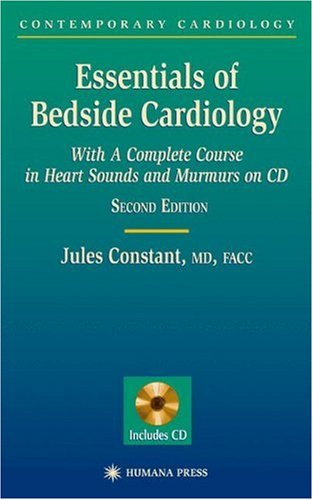 CONTEMPORARY CARDIOLOGY
Essentials of
Bedside Cardiology
With A Complete Course
in Heart Sounds and Murmurs on CD
SECOND EDITION
Jules Constant, MD, FACC
Includes CD
HUMANA PRESS